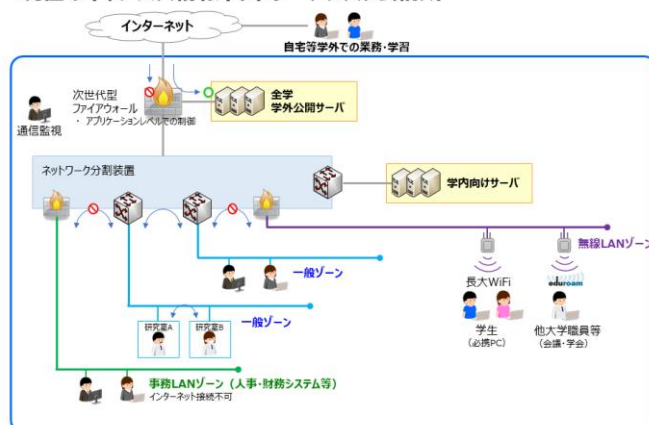 インターネット
自宅等学外での業務・学習
次世代型
ファイアウォール
・ アプリケーションレベルでの制御
通信監視
全学
学外公開サーバ
ネットワーク分割装置
学内向けサーバ
無線LANゾーン
一般ゾーン
長大WiFi
eduroam
学生
(必携PC)
他大学職員等
(会議・学会)
一般ゾーン
研究室A
研究室B
事務LANゾーン(人事・財務システム等)
インターネット接続不可